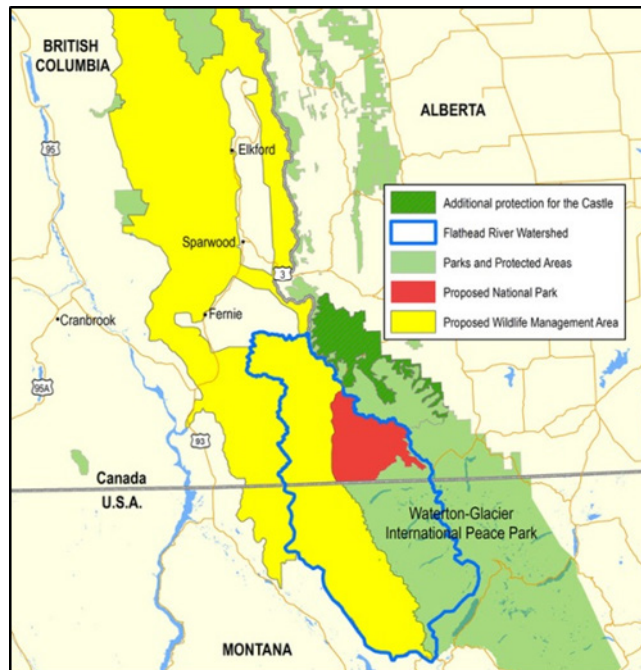 BRITISH
COLUMBIA
ALBERTA
95
Elkford
Additional protection for the Castle
Flathead River Watershed
Parks and Protected Areas
Proposed National Park
Proposed Wildlife Management Area
Sparwood
3
Fernie
Cranbrook
95A
93
Canada
U.S.A.
Waterton-Glacier
International Peace Park
MONTANA